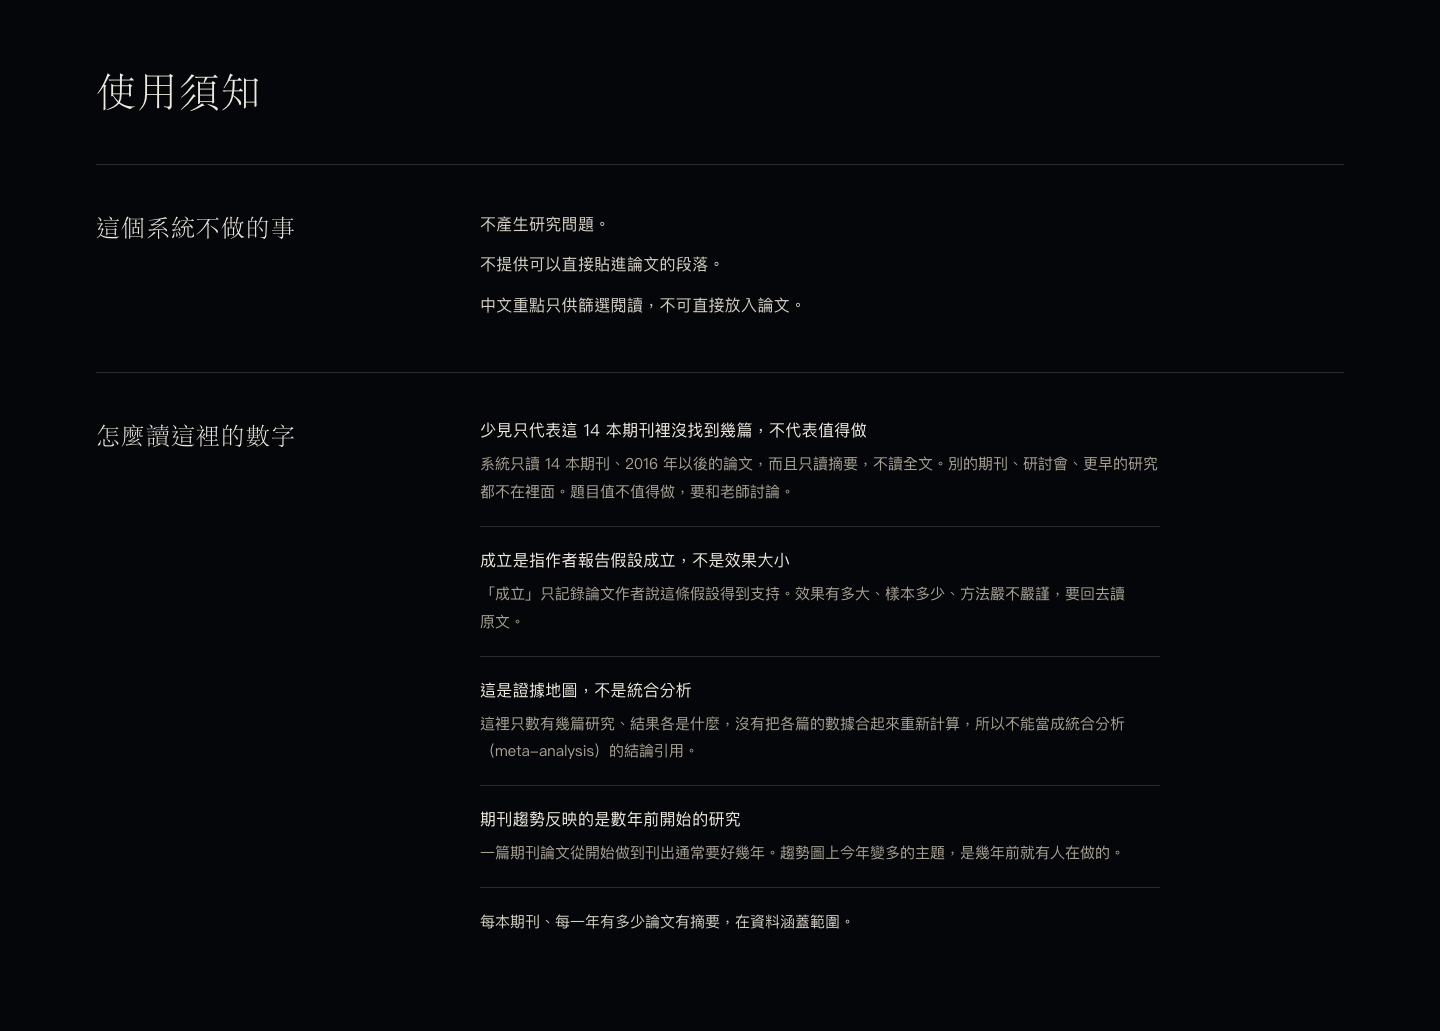 使用須知
這個系統不做的事
不產生研究問題。
不提供可以直接貼進論文的段落。
中文重點只供篩選閱讀，不可直接放入論文。
怎麼讀這裡的數字
少見只代表這 14 本期刊裡沒找到幾篇，不代表值得做
系統只讀 14 本期刊、2016 年以後的論文，而且只讀摘要，不讀全文。別的期刊、研討會、更早的研究
都不在裡面。題目值不值得做，要和老師討論。
成立是指作者報告假設成立，不是效果大小
「成立」只記錄論文作者說這條假設得到支持。效果有多大、樣本多少、方法嚴不嚴謹，要回去讀
原文。
這是證據地圖，不是統合分析
這裡只數有幾篇研究、結果各是什麼，沒有把各篇的數據合起來重新計算，所以不能當成統合分析
（meta-analysis）的結論引用。
期刊趨勢反映的是數年前開始的研究
一篇期刊論文從開始做到刊出通常要好幾年。趨勢圖上今年變多的主題，是幾年前就有人在做的。
每本期刊、每一年有多少論文有摘要，在資料涵蓋範圍。